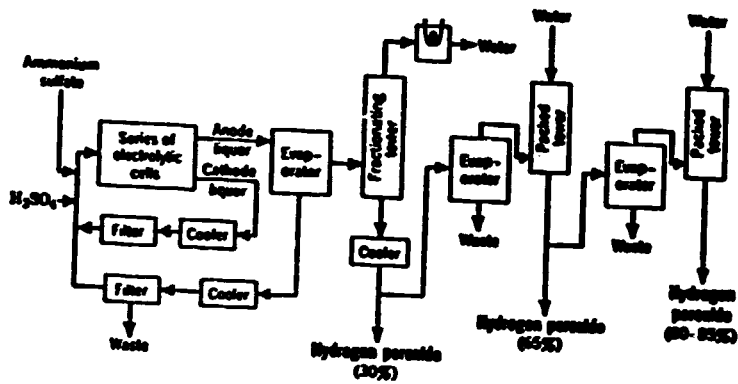 Ammonium
sulfate
H₂SO₄
Series of
electrolytic
cells
Anode
liquor
Cathode
liquor
Evap-
orator
Filter
Cooler
Filter
Cooler
Waste
Fractionating
tower
Water
Cooler
Hydrogen peroxide
(30%)
Evap-
orator
Waste
Water
Packed
tower
Hydrogen peroxide
(65%)
Evap-
orator
Waste
Water
Packed
tower
Hydrogen
peroxide
(80-85%)